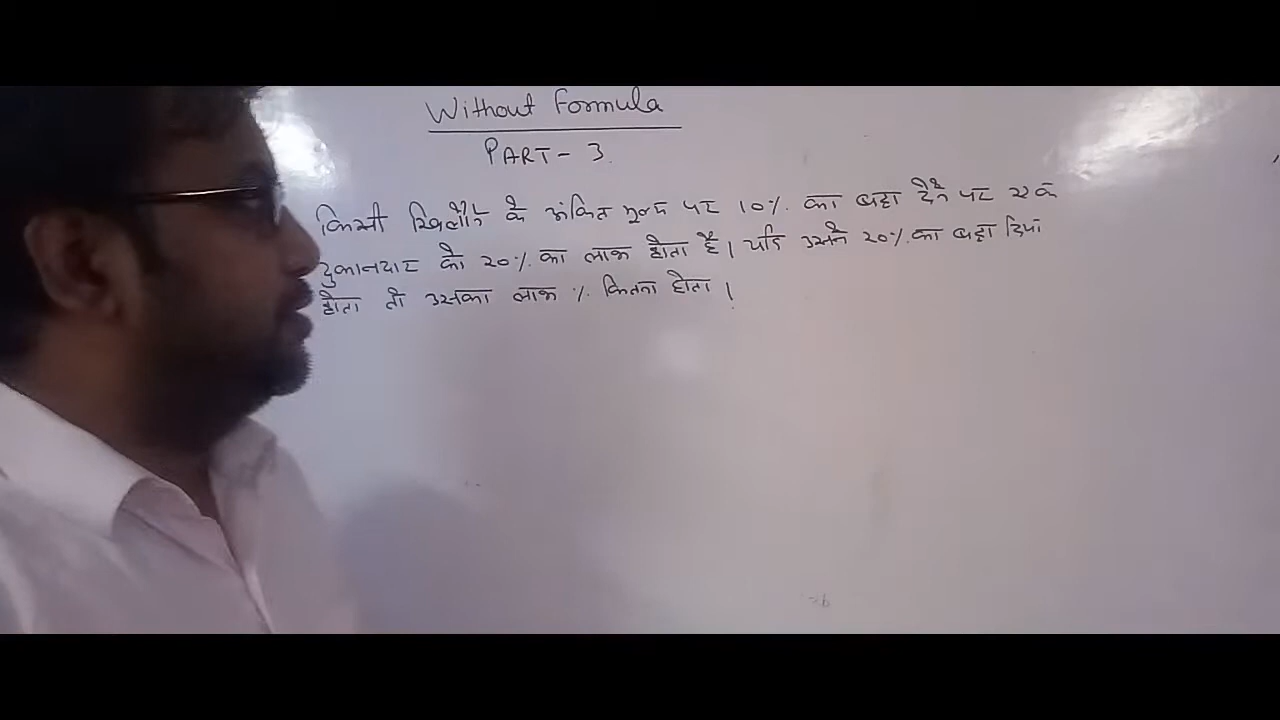 Without Formula
PART - 3.
किसी खिलौने के अंकित मूल्य पर 10% का बट्टा देने पर एक
दुकानदार को 20% का लाभ होता है। यदि उसने 20% का बट्टा दिया
होता तो उसका लाभ % कितना होता।